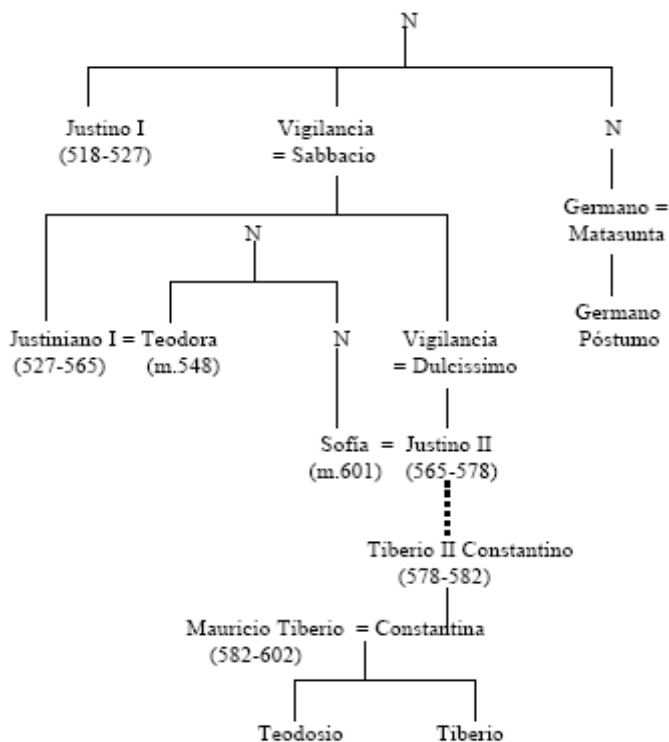 N
Justino I
(518-527)
Vigilancia
= Sabbacio
N
Germano =
Matasunta
Germano
Póstumo
N
Justiniano I = Teodora
(527-565) (m.548)
N
Vigilancia
= Dulcissimo
Sofía = Justino II
(m.601) (565-578)
Tiberio II Constantino
(578-582)
Mauricio Tiberio = Constantina
(582-602)
Teodosio Tiberio